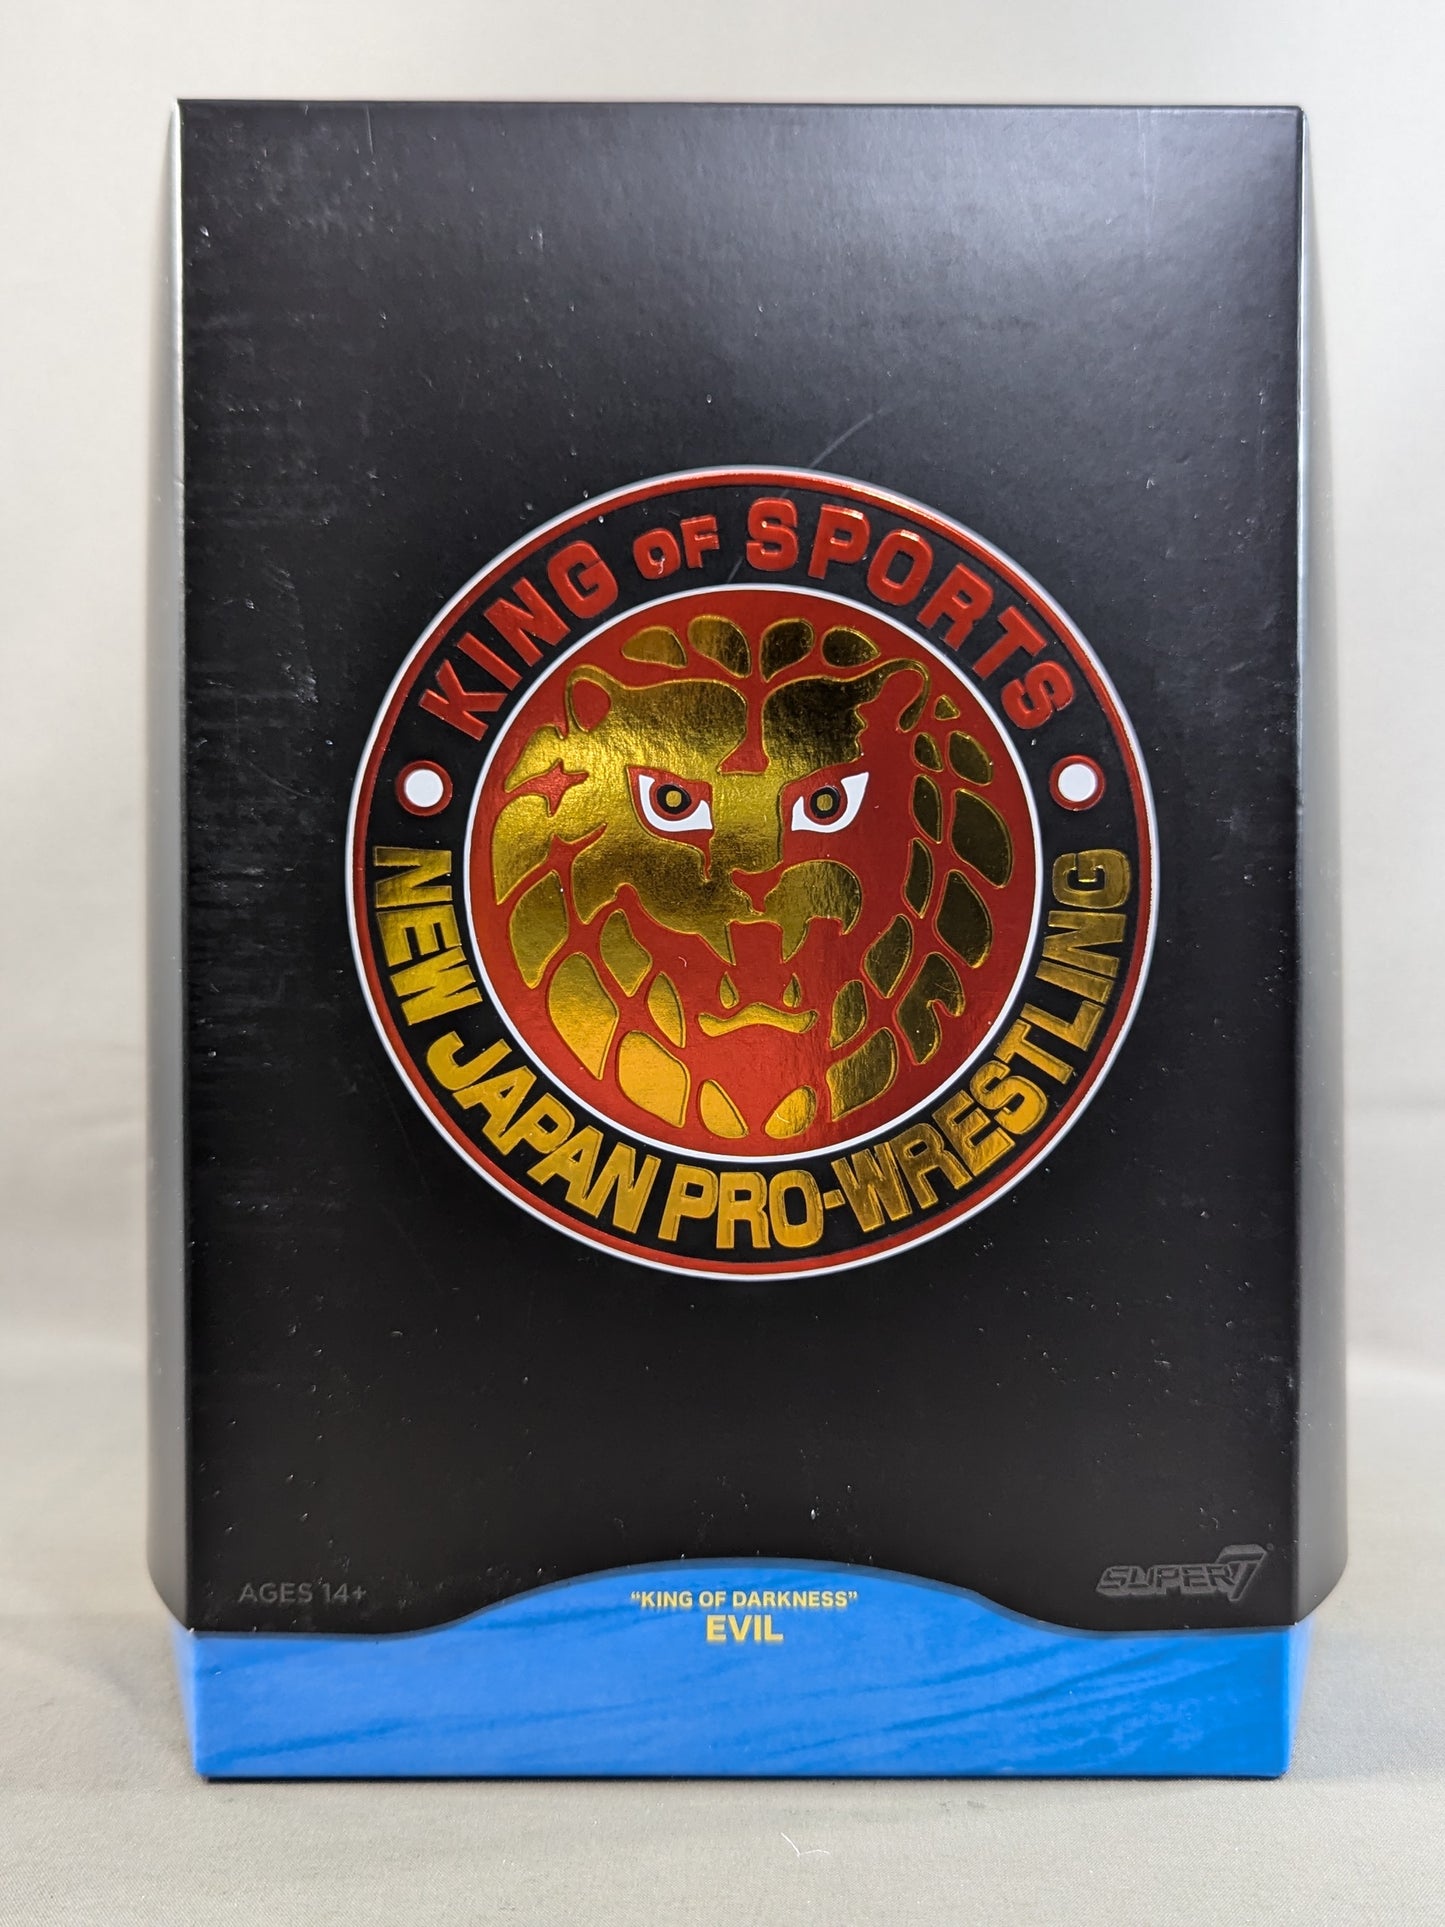 KING OF SPORTS
NEW JAPAN PRO-WRESTLING
AGES 14+
SUPER7
"KING OF DARKNESS"
EVIL